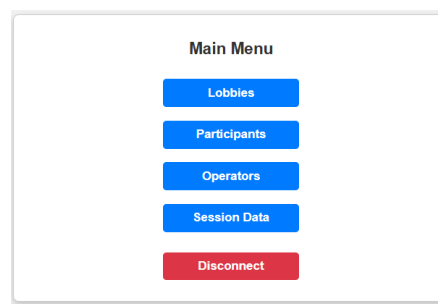 Main Menu
Lobbies
Participants
Operators
Session Data
Disconnect